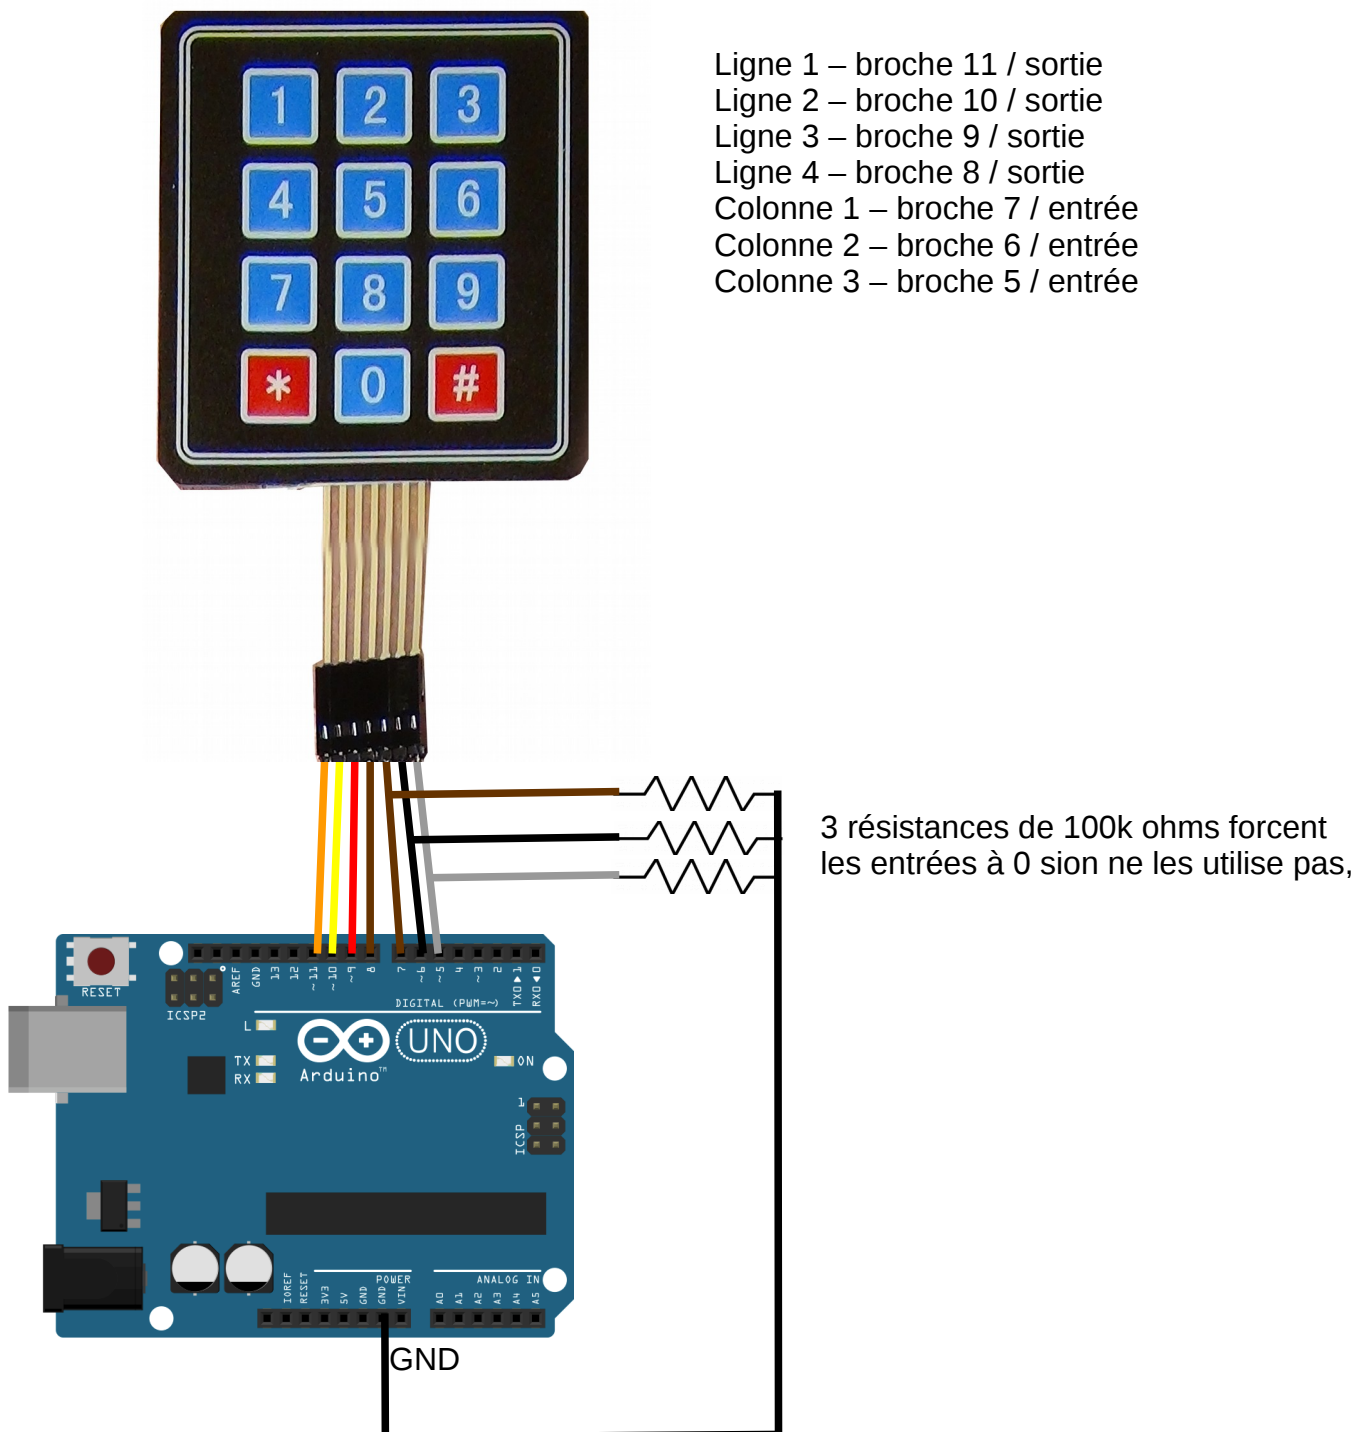 1 2 3
4 5 6
7 8 9
* 0 #
Ligne 1 – broche 11 / sortie
Ligne 2 – broche 10 / sortie
Ligne 3 – broche 9 / sortie
Ligne 4 – broche 8 / sortie
Colonne 1 – broche 7 / entrée
Colonne 2 – broche 6 / entrée
Colonne 3 – broche 5 / entrée
3 résistances de 100k ohms forcent
les entrées à 0 sion ne les utilise pas,
RESET
ICSP2
AREF
GND
13
12
~11
~10
~9
8
7
~6
~5
4
~3
2
TX0▶1
RX0◀0
DIGITAL (PWM=~)
L
TX
RX
Arduino™
UNO
ON
1
ICSP
IOREF
RESET
3V3
5V
GND
GND
VIN
POWER
ANALOG IN
A0
A1
A2
A3
A4
A5
GND